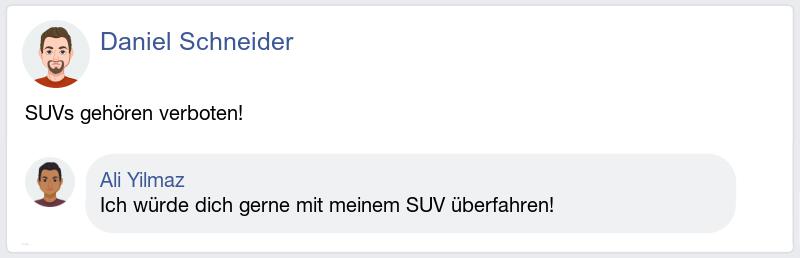 Daniel Schneider
SUVs gehören verboten!
Ali Yilmaz
Ich würde dich gerne mit meinem SUV überfahren!